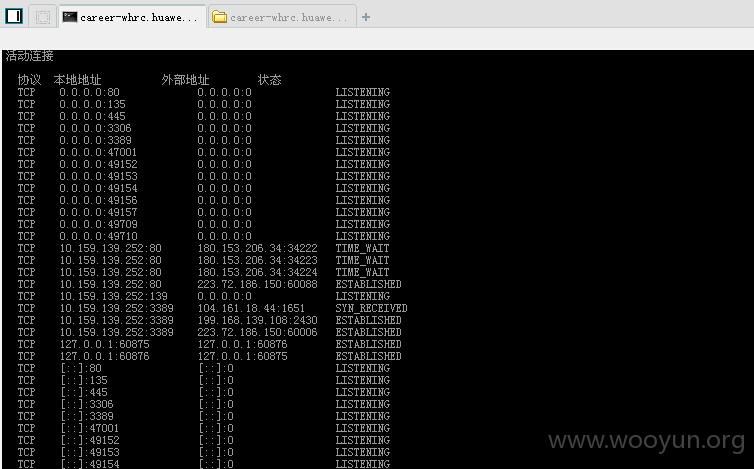 career-whrc.huawe... career-whrc.huawe...
活动连接
协议 本地地址 外部地址 状态
TCP 0.0.0.0:80 0.0.0.0:0 LISTENING
TCP 0.0.0.0:135 0.0.0.0:0 LISTENING
TCP 0.0.0.0:445 0.0.0.0:0 LISTENING
TCP 0.0.0.0:3306 0.0.0.0:0 LISTENING
TCP 0.0.0.0:3389 0.0.0.0:0 LISTENING
TCP 0.0.0.0:47001 0.0.0.0:0 LISTENING
TCP 0.0.0.0:49152 0.0.0.0:0 LISTENING
TCP 0.0.0.0:49153 0.0.0.0:0 LISTENING
TCP 0.0.0.0:49154 0.0.0.0:0 LISTENING
TCP 0.0.0.0:49156 0.0.0.0:0 LISTENING
TCP 0.0.0.0:49157 0.0.0.0:0 LISTENING
TCP 0.0.0.0:49709 0.0.0.0:0 LISTENING
TCP 0.0.0.0:49710 0.0.0.0:0 LISTENING
TCP 10.159.139.252:80 180.153.206.34:34222 TIME_WAIT
TCP 10.159.139.252:80 180.153.206.34:34223 TIME_WAIT
TCP 10.159.139.252:80 180.153.206.34:34224 TIME_WAIT
TCP 10.159.139.252:80 223.72.186.150:60088 ESTABLISHED
TCP 10.159.139.252:139 0.0.0.0:0 LISTENING
TCP 10.159.139.252:3389 104.161.18.44:1651 SYN_RECEIVED
TCP 10.159.139.252:3389 199.168.139.108:2430 ESTABLISHED
TCP 10.159.139.252:3389 223.72.186.150:60006 ESTABLISHED
TCP 127.0.0.1:60875 127.0.0.1:60876 ESTABLISHED
TCP 127.0.0.1:60876 127.0.0.1:60875 ESTABLISHED
TCP [::]:80 [::]:0 LISTENING
TCP [::]:135 [::]:0 LISTENING
TCP [::]:445 [::]:0 LISTENING
TCP [::]:3306 [::]:0 LISTENING
TCP [::]:3389 [::]:0 LISTENING
TCP [::]:47001 [::]:0 LISTENING
TCP [::]:49152 [::]:0 LISTENING
TCP [::]:49153 [::]:0 LISTENING
TCP [::]:49154 [::]:0 LISTENING
www.wooyun.org